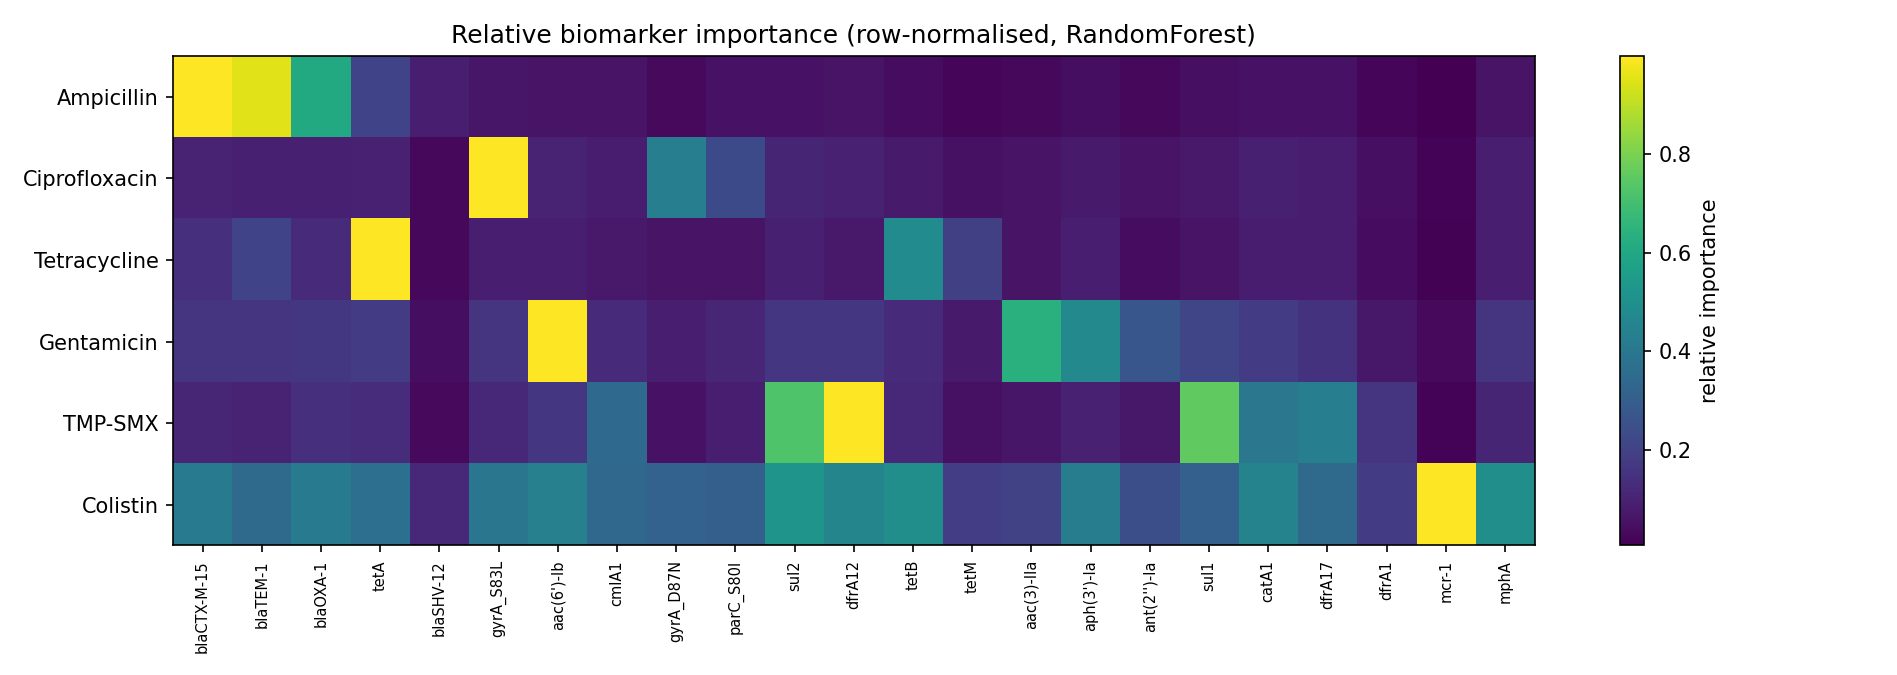 Relative biomarker importance (row-normalised, RandomForest)
Ampicillin
Ciprofloxacin
Tetracycline
Gentamicin
TMP-SMX
Colistin
blaCTX-M-15
blaTEM-1
blaOXA-1
tetA
blaSHV-12
gyrA_S83L
aac(6')-Ib
cmlA1
gyrA_D87N
parC_S80I
sul2
dfrA12
tetB
tetM
aac(3)-IIa
aph(3')-Ia
ant(2'')-Ia
sul1
catA1
dfrA17
dfrA1
mcr-1
mphA
0.8
0.6
0.4
0.2
relative importance